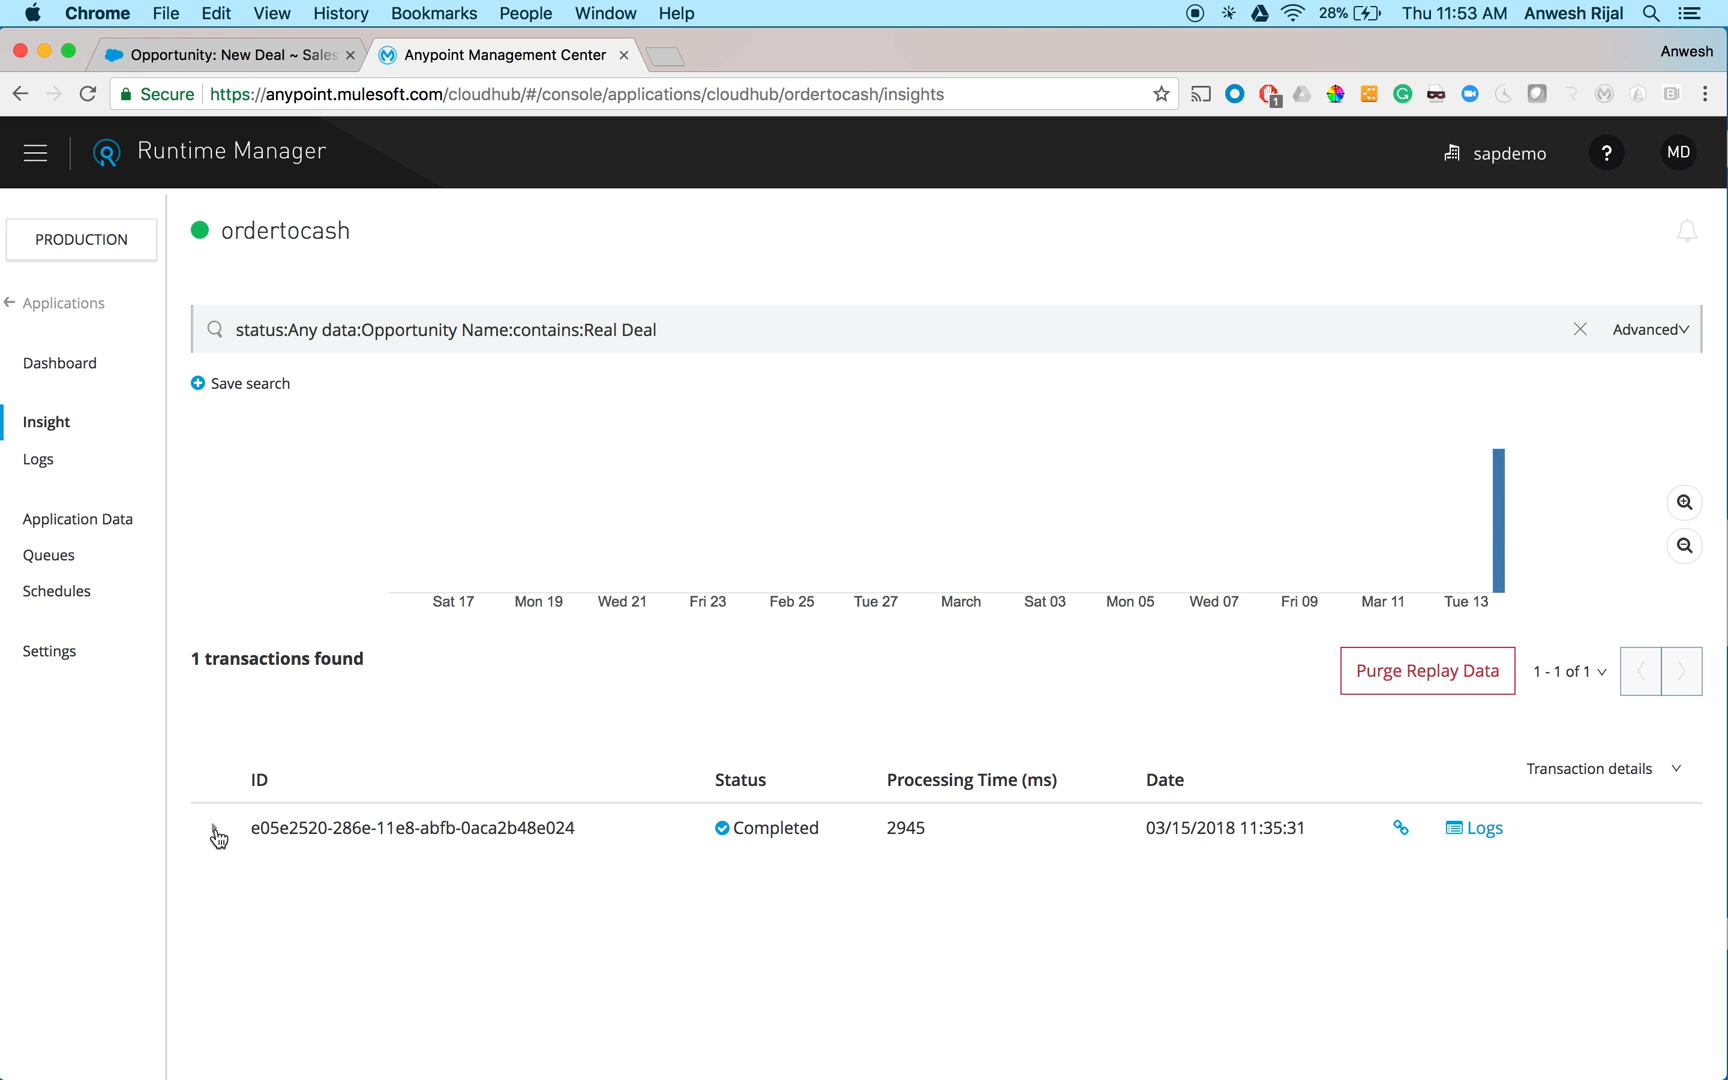 Chrome File Edit View History Bookmarks People Window Help 28% Thu 11:53 AM Anwesh Rijal
Opportunity: New Deal ~ Sales Anypoint Management Center Anwesh
Secure https://anypoint.mulesoft.com/cloudhub/#/console/applications/cloudhub/ordertocash/insights
Runtime Manager sapdemo ? MD
PRODUCTION
ordertocash
Applications
status:Any data:Opportunity Name:contains:Real Deal Advanced
Dashboard
Save search
Insight
Logs
Application Data
Queues
Schedules
Sat 17 Mon 19 Wed 21 Fri 23 Feb 25 Tue 27 March Sat 03 Mon 05 Wed 07 Fri 09 Mar 11 Tue 13
Settings
1 transactions found
Purge Replay Data 1 - 1 of 1
Transaction details
ID Status Processing Time (ms) Date
e05e2520-286e-11e8-abfb-0aca2b48e024 Completed 2945 03/15/2018 11:35:31 Logs